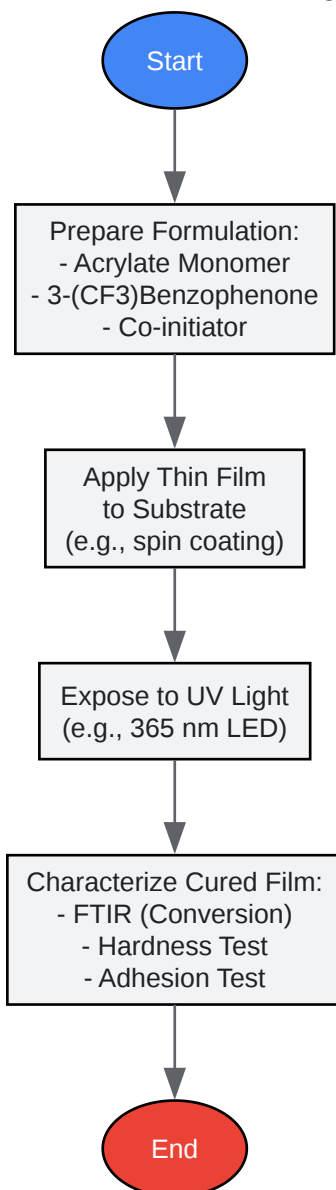 Start
Prepare Formulation:
- Acrylate Monomer
- 3-(CF3)Benzophenone
- Co-initiator
Apply Thin Film
to Substrate
(e.g., spin coating)
Expose to UV Light
(e.g., 365 nm LED)
Characterize Cured Film:
- FTIR (Conversion)
- Hardness Test
- Adhesion Test
End